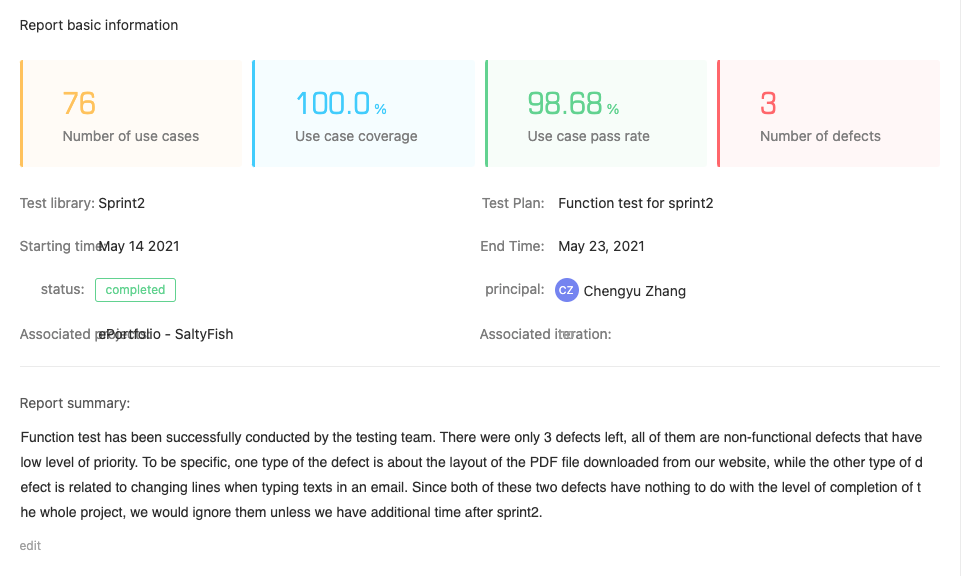 Report basic information
76
Number of use cases
100.0 %
Use case coverage
98.68 %
Use case pass rate
3
Number of defects
Test library: Sprint2
Test Plan: Function test for sprint2
Starting time: May 14 2021
End Time: May 23, 2021
status: completed
principal: CZ Chengyu Zhang
Associated ePortfolio - SaltyFish
Associated iteration:
Report summary:
Function test has been successfully conducted by the testing team. There were only 3 defects left, all of them are non-functional defects that have
low level of priority. To be specific, one type of the defect is about the layout of the PDF file downloaded from our website, while the other type of d
efect is related to changing lines when typing texts in an email. Since both of these two defects have nothing to do with the level of completion of t
he whole project, we would ignore them unless we have additional time after sprint2.
edit